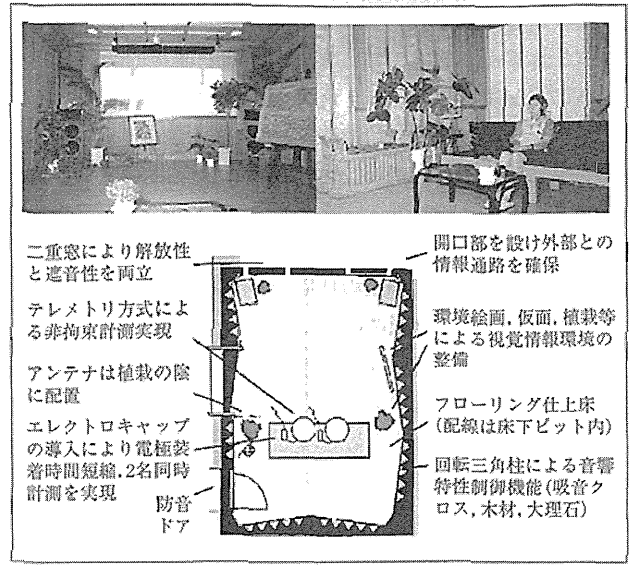 二重窓により解放性
と遮音性を両立
テレメトリ方式によ
る非拘束計測実現
アンテナは植栽の陰
に配置
エレクトロキャップ
の導入により電極装
着時間短縮,2名同時
計測を実現
防音
ドア
開口部を設け外部との
情報通路を確保
環境絵画,仮面,植栽等
による視覚情報環境の
整備
フローリング仕上床
(配線は床下ピット内)
回転三角柱による音響
特性制御機能(吸音ク
ロス,木材,大理石)